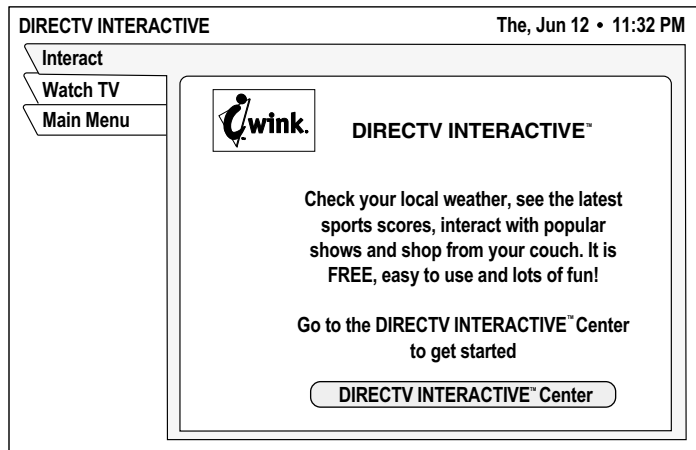 DIRECTV INTERACTIVE
The, Jun 12 • 11:32 PM
Interact
Watch TV
Main Menu
wink.
DIRECTV INTERACTIVE™
Check your local weather, see the latest
sports scores, interact with popular
shows and shop from your couch. It is
FREE, easy to use and lots of fun!
Go to the DIRECTV INTERACTIVE™ Center
to get started
DIRECTV INTERACTIVE™ Center